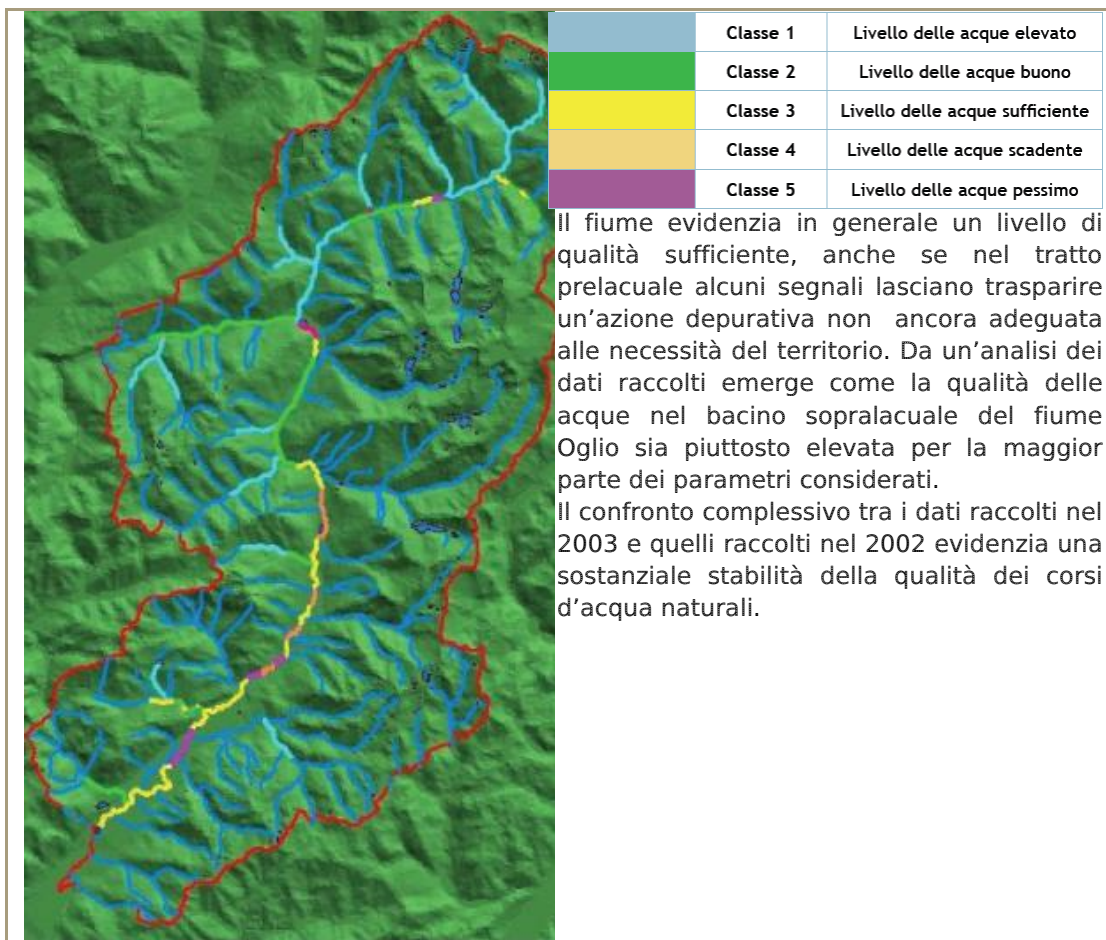 Classe 1 Livello delle acque elevato
Classe 2 Livello delle acque buono
Classe 3 Livello delle acque sufficiente
Classe 4 Livello delle acque scadente
Classe 5 Livello delle acque pessimo
Il fiume evidenzia in generale un livello di
qualità sufficiente, anche se nel tratto
prelacuale alcuni segnali lasciano trasparire
un’azione depurativa non ancora adeguata
alle necessità del territorio. Da un’analisi dei
dati raccolti emerge come la qualità delle
acque nel bacino sopralacuale del fiume
Oglio sia piuttosto elevata per la maggior
parte dei parametri considerati.
Il confronto complessivo tra i dati raccolti nel
2003 e quelli raccolti nel 2002 evidenzia una
sostanziale stabilità della qualità dei corsi
d’acqua naturali.